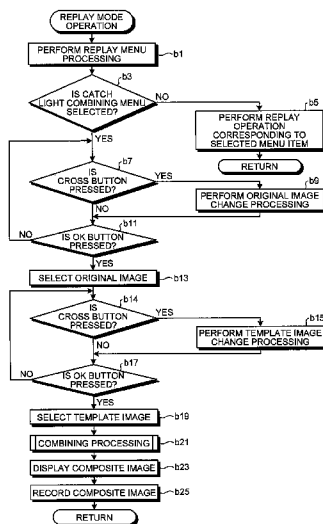 REPLAY MODE
OPERATION
PERFORM REPLAY MENU
PROCESSING
b1
b3
IS CATCH
LIGHT COMBINING MENU
SELECTED?
NO
YES
b5
PERFORM REPLAY
OPERATION
CORRESPONDING TO
SELECTED MENU ITEM
RETURN
b7
IS
CROSS BUTTON
PRESSED?
YES
NO
b9
PERFORM ORIGINAL IMAGE
CHANGE PROCESSING
b11
NO
IS OK BUTTON
PRESSED?
YES
SELECT ORIGINAL IMAGE
b13
b14
IS
CROSS BUTTON
PRESSED?
YES
NO
b15
PERFORM TEMPLATE IMAGE
CHANGE PROCESSING
b17
NO
IS OK BUTTON
PRESSED?
YES
SELECT TEMPLATE IMAGE
b19
COMBINING PROCESSING
b21
DISPLAY COMPOSITE IMAGE
b23
RECORD COMPOSITE IMAGE
b25
RETURN